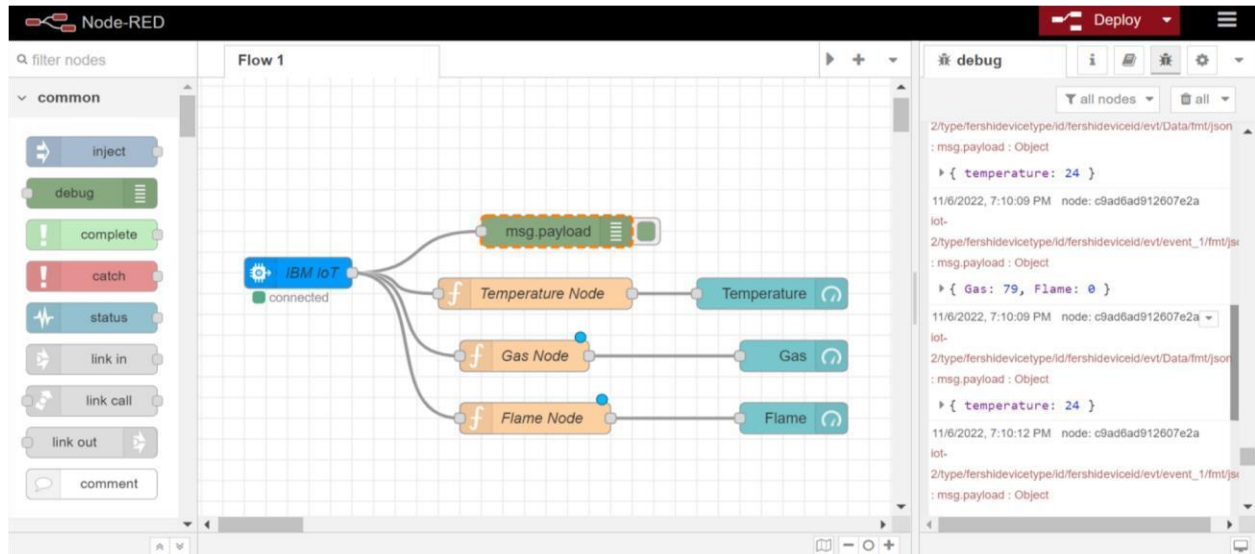 Node-RED
Deploy
filter nodes
common
inject
debug
complete
catch
status
link in
link call
link out
comment
Flow 1
msg.payload
IBM IoT
connected
Temperature Node
Temperature
Gas Node
Gas
Flame Node
Flame
debug
i
all nodes
all
2/type/fershidevicetype/id/fershideviceid/evt/Data/fmt/json
: msg.payload : Object
{ temperature: 24 }
11/6/2022, 7:10:09 PM node: c9ad6ad912607e2a
iot-
2/type/fershidevicetype/id/fershideviceid/evt/event_1/fmt/js
: msg.payload : Object
{ Gas: 79, Flame: 0 }
11/6/2022, 7:10:09 PM node: c9ad6ad912607e2a
iot-
2/type/fershidevicetype/id/fershideviceid/evt/Data/fmt/json
: msg.payload : Object
{ temperature: 24 }
11/6/2022, 7:10:12 PM node: c9ad6ad912607e2a
iot-
2/type/fershidevicetype/id/fershideviceid/evt/event_1/fmt/js
: msg.payload : Object